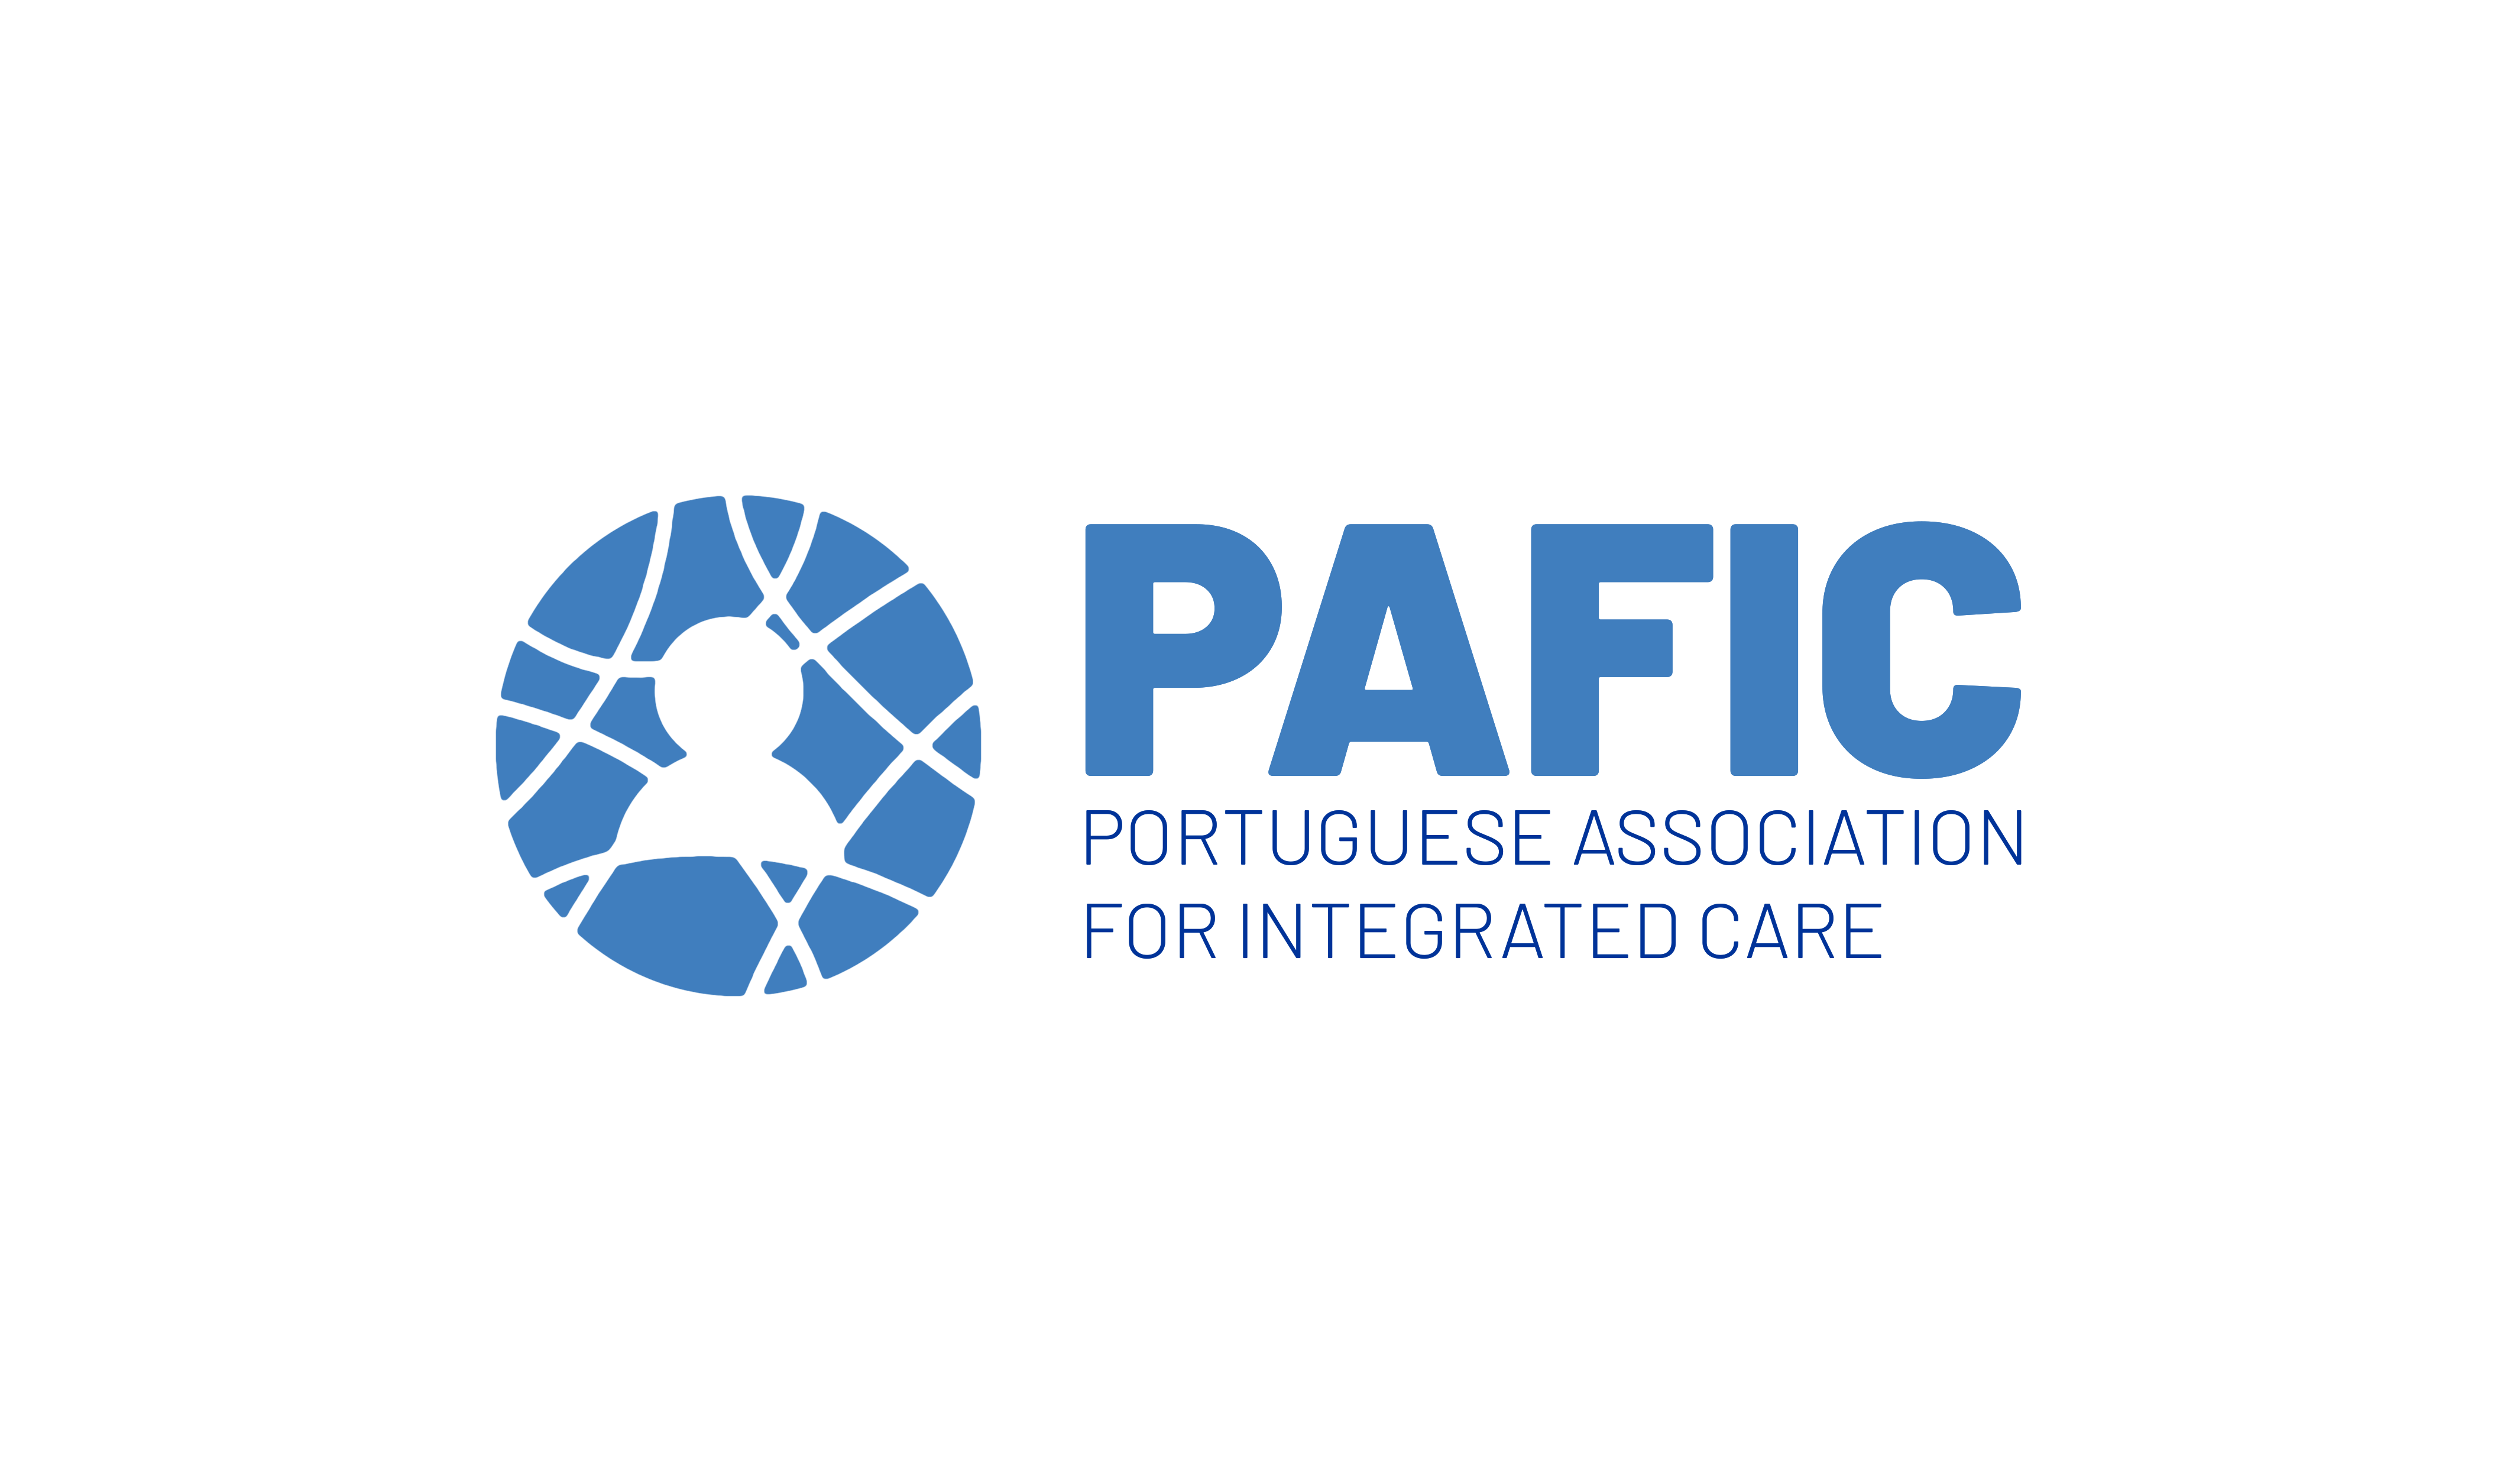 PAFIC
PORTUGUESE ASSOCIATION
FOR INTEGRATED CARE